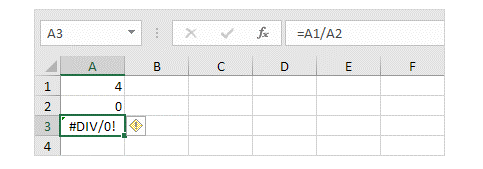 A3 fx =A1/A2
A B C D E F
1 4
2 0
3 #DIV/0!
4